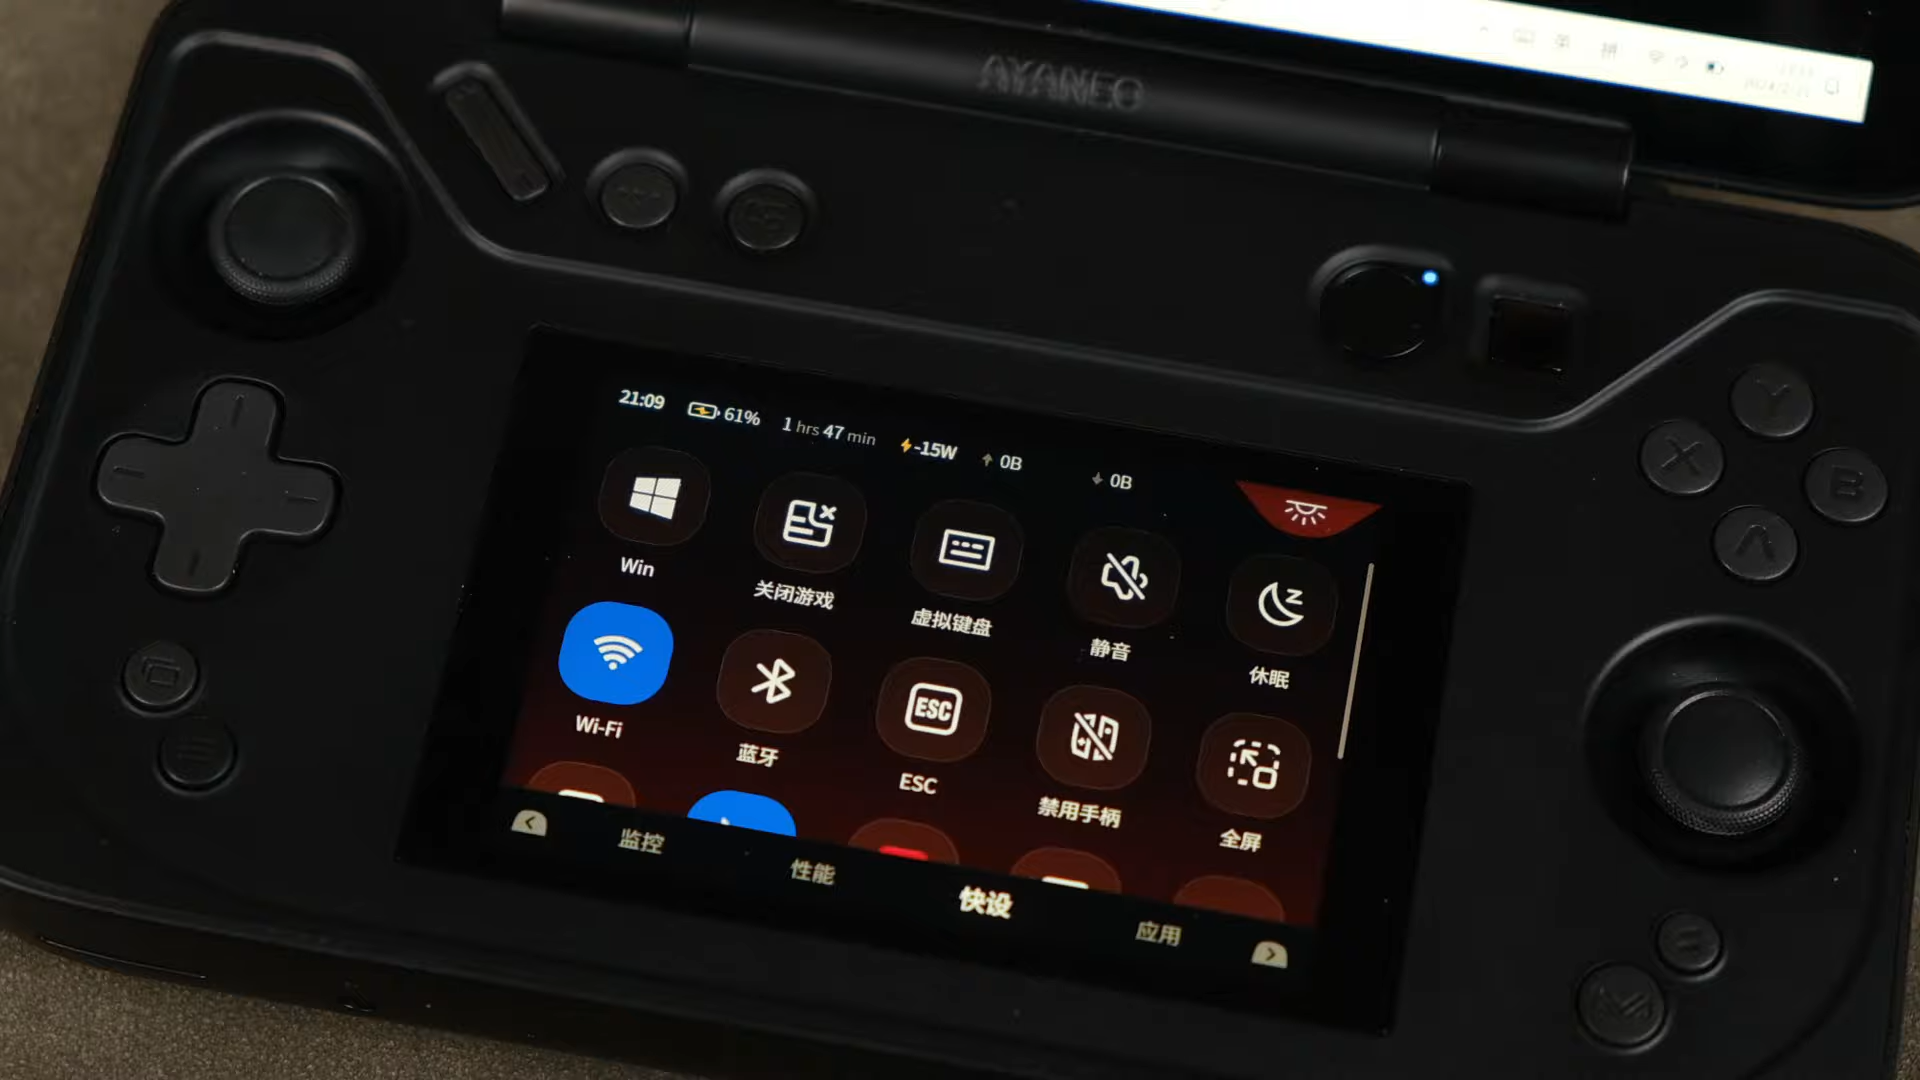 AYANEO
英 拼
21:09 61% 1 hrs 47 min -15W 0B 0B
Win 关闭游戏 虚拟键盘 静音 休眠
ESC
Wi-Fi 蓝牙 ESC 禁用手柄 全屏
监控 性能 快设 应用
Y
X B
A